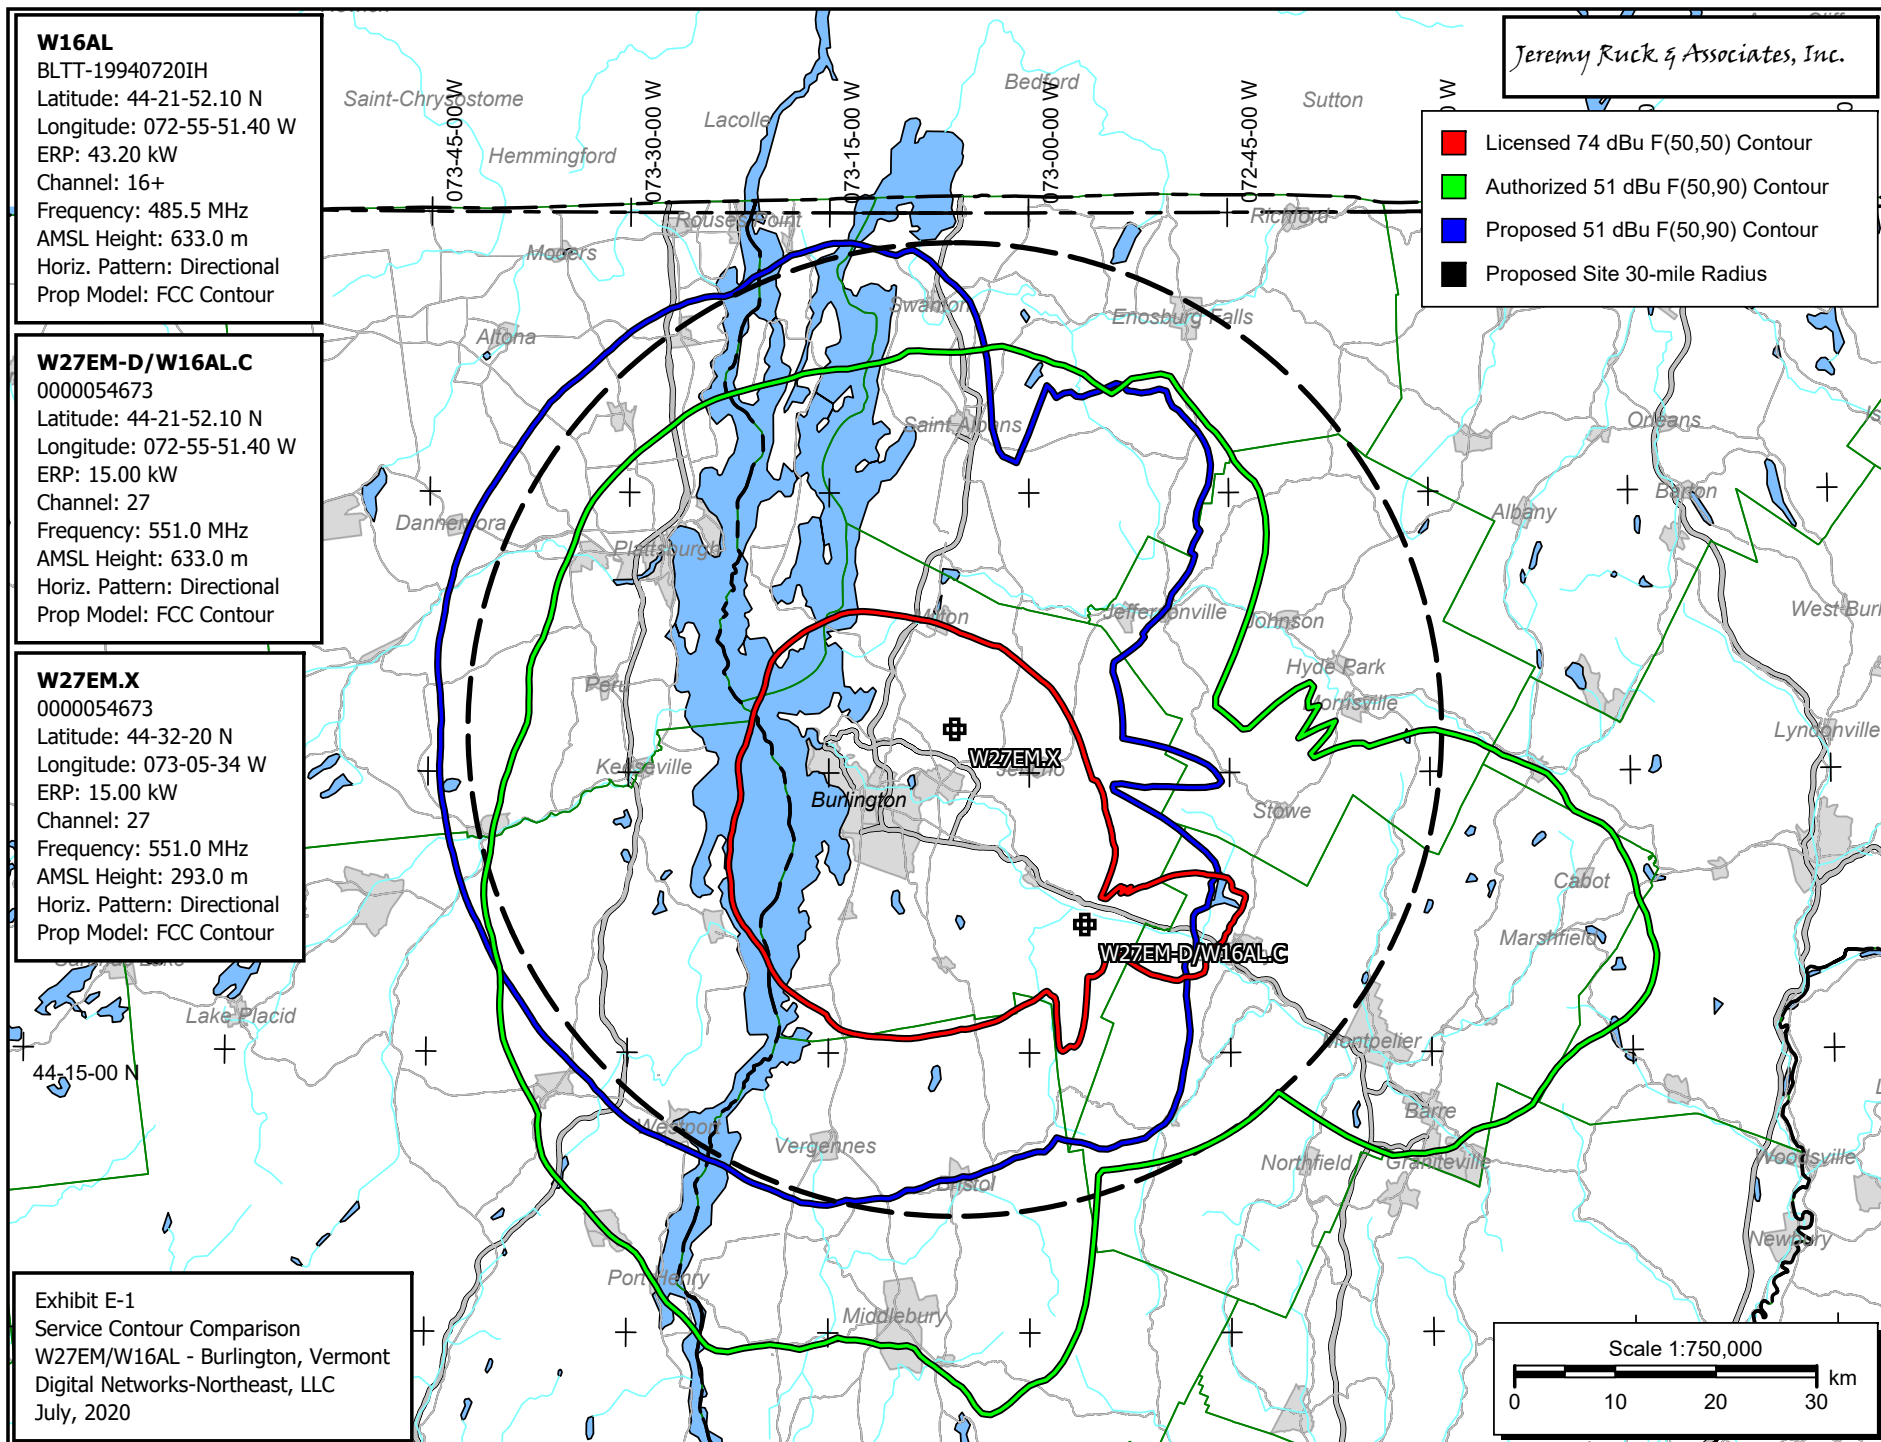 W16AL
BLTT-19940720IH
Latitude: 44-21-52.10 N
Longitude: 072-55-51.40 W
ERP: 43.20 kW
Channel: 16+
Frequency: 485.5 MHz
AMSL Height: 633.0 m
Horiz. Pattern: Directional
Prop Model: FCC Contour
W27EM-D/W16AL.C
0000054673
Latitude: 44-21-52.10 N
Longitude: 072-55-51.40 W
ERP: 15.00 kW
Channel: 27
Frequency: 551.0 MHz
AMSL Height: 633.0 m
Horiz. Pattern: Directional
Prop Model: FCC Contour
W27EM.X
0000054673
Latitude: 44-32-20 N
Longitude: 073-05-34 W
ERP: 15.00 kW
Channel: 27
Frequency: 551.0 MHz
AMSL Height: 293.0 m
Horiz. Pattern: Directional
Prop Model: FCC Contour
Jeremy Ruck & Associates, Inc.
Licensed 74 dBu F(50,50) Contour
Authorized 51 dBu F(50,90) Contour
Proposed 51 dBu F(50,90) Contour
Proposed Site 30-mile Radius
073-45-00 W
073-30-00 W
073-15-00 W
073-00-00 W
072-45-00 W
Saint-Chrysostome
Lacolle
Bedford
Sutton
Hemmingford
Rouses Point
Richford
Mooers
Swanton
Enosburg Falls
Altona
Saint Albans
Orleans
Barton
Albany
Dannemora
Plattsburgh
Milton
Jeffersonville
Johnson
West Burl
Hyde Park
Morrisville
Peru
Lyndonville
Keeseville
W27EM.X
Jericho
Burlington
Stowe
Cabot
Marshfield
W27EM-D/W16AL.C
Lake Placid
Montpelier
44-15-00 N
Barre
Westport
Vergennes
Northfield
Graniteville
Woodsville
Bristol
Newbury
Port Henry
Middlebury
Exhibit E-1
Service Contour Comparison
W27EM/W16AL - Burlington, Vermont
Digital Networks-Northeast, LLC
July, 2020
Scale 1:750,000
km
0 10 20 30